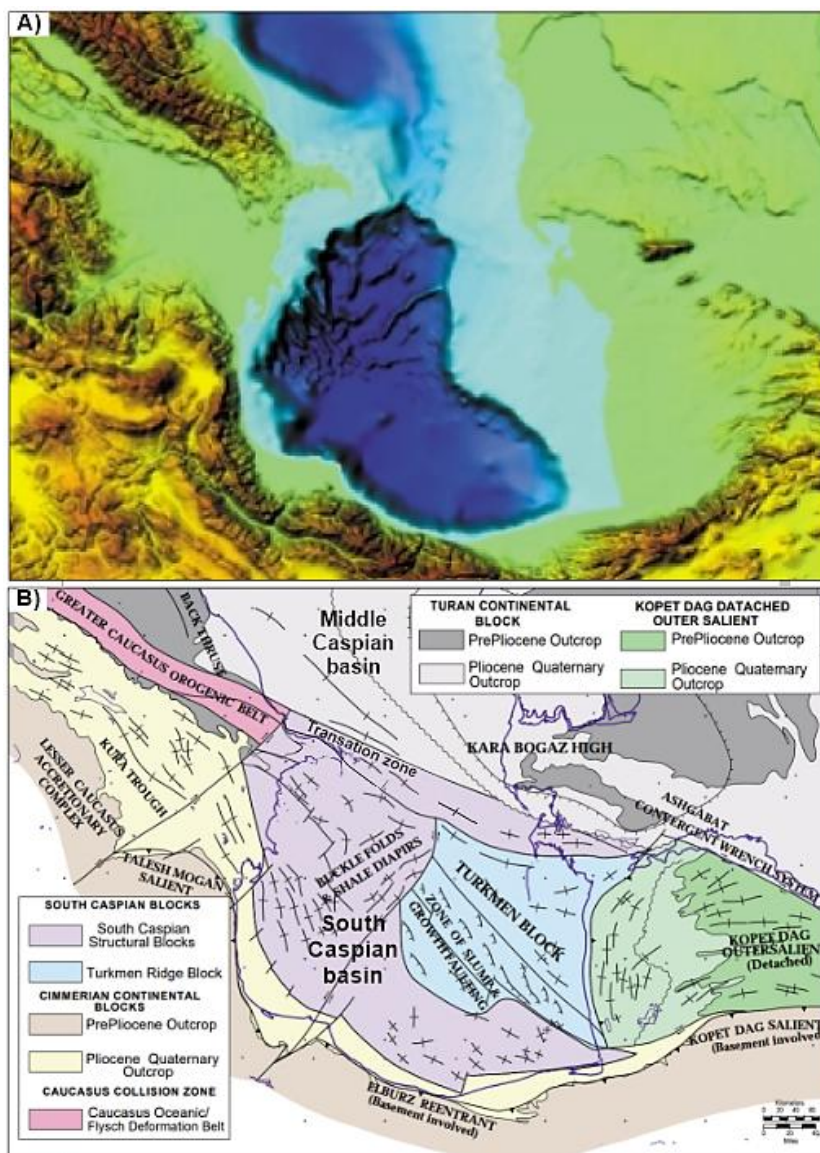 A)
B)
GREATER CAUCASUS OROGENIC BELT
BACK THRUST
Middle
Caspian
basin
TURAN CONTINENTAL
BLOCK
PrePliocene Outcrop
Pliocene Quaternary
Outcrop
KOPET DAG DATACHED
OUTER SALIENT
PrePliocene Outcrop
Pliocene Quaternary
Outcrop
Transation zone
KARA BOGAZ HIGH
KURA TROUGH
LESSER CAUCASUS
ACCRETIONARY
COMPLEX
ASHGABAT
CONVERGENT WRENCH SYSTEM
TALESH MOGAN
SALIENT
BUCKLE FOLDS
& SHALE DIAPIRS
TURKMEN BLOCK
ZONE OF SLUMP &
GROWTH FAULTING
South
Caspian
basin
KOPET DAG
OUTERSALIEN
(Detached)
KOPET DAG SALIENT
(Basement involved)
ELBURZ REENTRANT
(Basement involved)
SOUTH CASPIAN BLOCKS
South Caspian
Structural Blocks
Turkmen Ridge Block
CIMMERIAN CONTINENTAL
BLOCKS
PrePliocene Outcrop
Pliocene Quaternary
Outcrop
CAUCASUS COLLISION ZONE
Caucasus Oceanic/
Flysch Deformation Belt
Kilometers
Miles